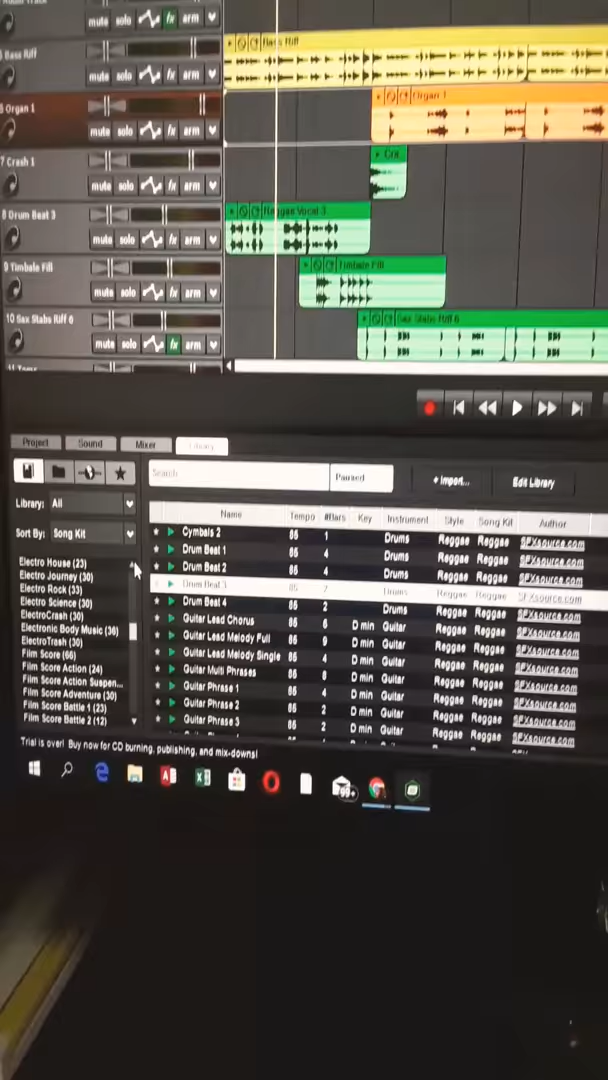 mute solo fx arm
5 Bass Riff
Bass Riff
mute solo fx arm
6 Organ 1
Organ 1
mute solo fx arm
7 Crash 1
Cra
mute solo fx arm
8 Drum Beat 3
Reggae Vocal 3
mute solo fx arm
9 Timbale Fill
Timbale Fill
mute solo fx arm
10 Sax Stabs Riff 6
Sax Stabs Riff 6
mute solo fx arm
Project Sound Mixer Library
Search Paused + Import... Edit Library
Library: All
Sort By: Song Kit
Name Tempo #Bars Key Instrument Style Song Kit Author
Cymbals 2 85 1 Drums Reggae Reggae SFXsource.com
Drum Beat 1 85 4 Drums Reggae Reggae SFXsource.com
Drum Beat 2 85 4 Drums Reggae Reggae SFXsource.com
Drum Beat 3 85 2 Drums Reggae Reggae SFXsource.com
Drum Beat 4 85 2 Drums Reggae Reggae SFXsource.com
Guitar Lead Chorus 85 6 D min Guitar Reggae Reggae SFXsource.com
Guitar Lead Melody Full 85 9 D min Guitar Reggae Reggae SFXsource.com
Guitar Lead Melody Single 85 4 D min Guitar Reggae Reggae SFXsource.com
Guitar Multi Phrases 85 8 D min Guitar Reggae Reggae SFXsource.com
Guitar Phrase 1 85 4 D min Guitar Reggae Reggae SFXsource.com
Guitar Phrase 2 85 2 D min Guitar Reggae Reggae SFXsource.com
Guitar Phrase 3 85 2 D min Guitar Reggae Reggae SFXsource.com
Electro House (23)
Electro Journey (30)
Electro Rock (33)
Electro Science (30)
ElectroCrash (30)
Electronic Body Music (36)
ElectroTrash (30)
Film Score (66)
Film Score Action (24)
Film Score Action Suspen...
Film Score Adventure (30)
Film Score Battle 1 (23)
Film Score Battle 2 (12)
Trial is over! Buy now for CD burning, publishing, and mix-downs!
99+